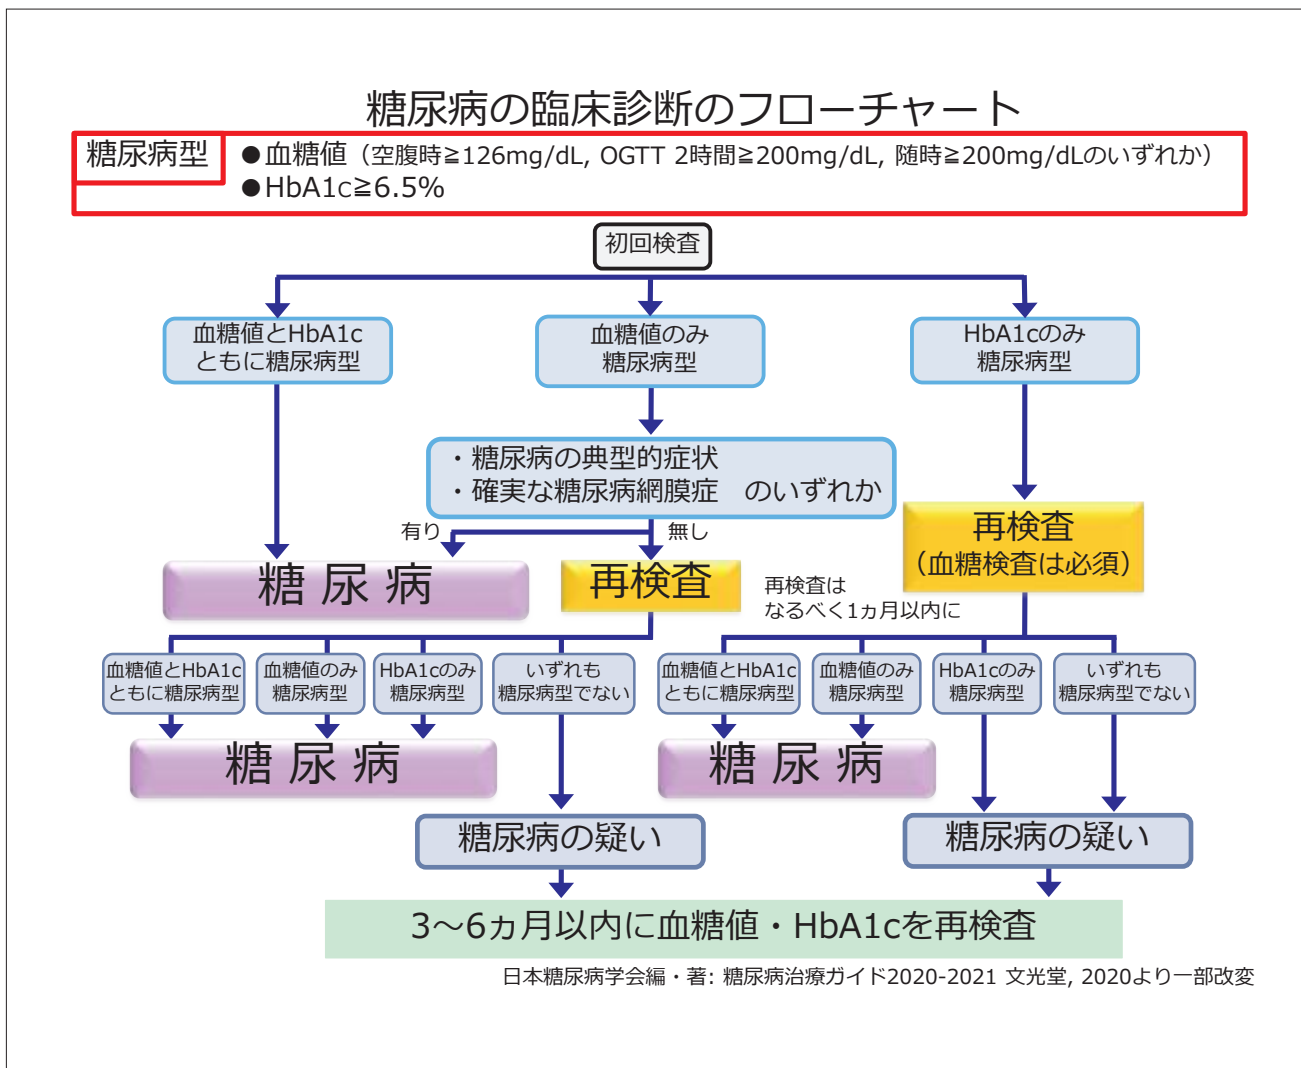 糖尿病の臨床診断のフローチャート
糖尿病型
●血糖値（空腹時≧126mg/dL, OGTT 2時間≧200mg/dL, 随時≧200mg/dLのいずれか）
●HbA1c≧6.5%
初回検査
血糖値とHbA1c
ともに糖尿病型
血糖値のみ
糖尿病型
HbA1cのみ
糖尿病型
・糖尿病の典型的症状
・確実な糖尿病網膜症　のいずれか
有り
無し
再検査
（血糖検査は必須）
糖尿病
再検査
再検査は
なるべく1ヵ月以内に
血糖値とHbA1c
ともに糖尿病型
血糖値のみ
糖尿病型
HbA1cのみ
糖尿病型
いずれも
糖尿病型でない
血糖値とHbA1c
ともに糖尿病型
血糖値のみ
糖尿病型
HbA1cのみ
糖尿病型
いずれも
糖尿病型でない
糖尿病
糖尿病
糖尿病の疑い
糖尿病の疑い
3〜6ヵ月以内に血糖値・HbA1cを再検査
日本糖尿病学会編・著: 糖尿病治療ガイド2020-2021 文光堂, 2020より一部改変